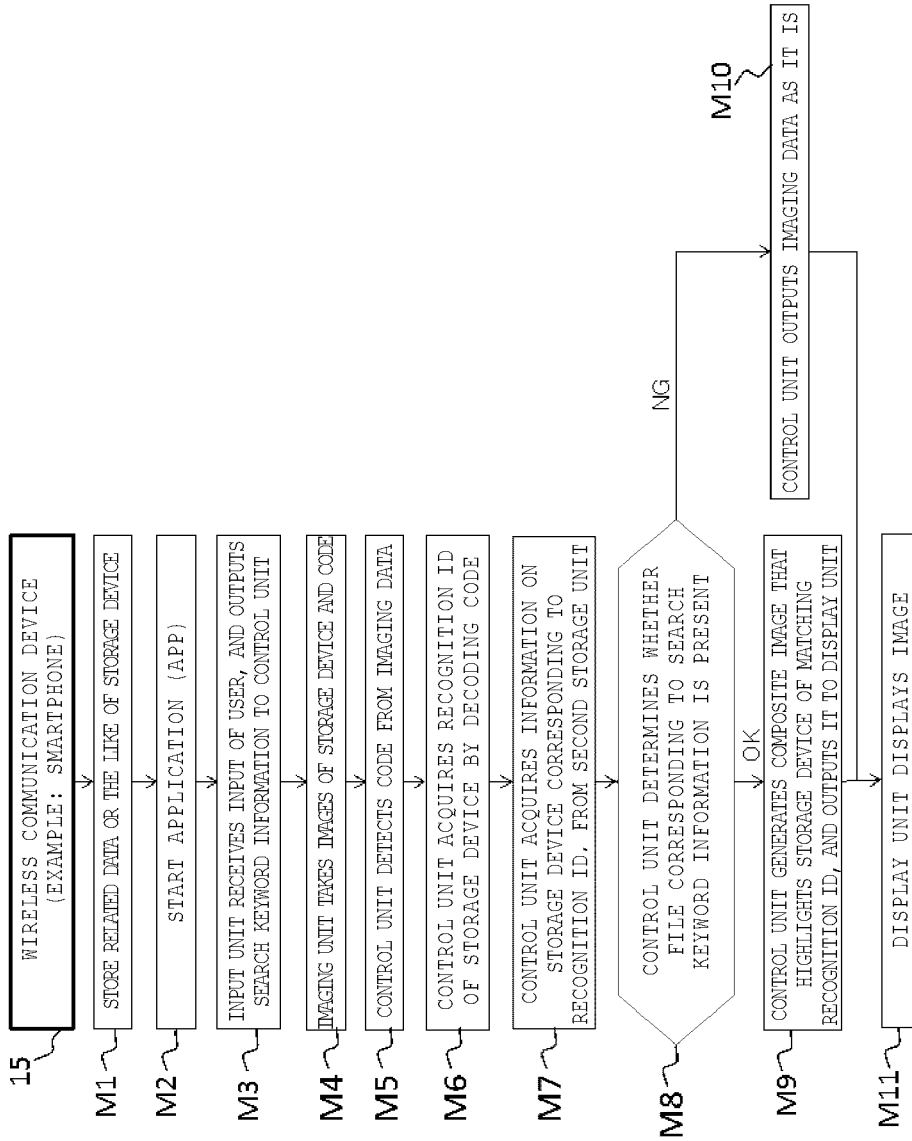 WIRELESS COMMUNICATION DEVICE
(EXAMPLE: SMARTPHONE)
15
STORE RELATED DATA OR THE LIKE OF STORAGE DEVICE
M1
START APPLICATION (APP)
M2
INPUT UNIT RECEIVES INPUT OF USER, AND OUTPUTS
SEARCH KEYWORD INFORMATION TO CONTROL UNIT
M3
IMAGING UNIT TAKES IMAGES OF STORAGE DEVICE AND CODE
M4
CONTROL UNIT DETECTS CODE FROM IMAGING DATA
M5
CONTROL UNIT ACQUIRES RECOGNITION ID
OF STORAGE DEVICE BY DECODING CODE
M6
CONTROL UNIT ACQUIRES INFORMATION ON
STORAGE DEVICE CORRESPONDING TO
RECOGNITION ID, FROM SECOND STORAGE UNIT
M7
CONTROL UNIT DETERMINES WHETHER
FILE CORRESPONDING TO SEARCH
KEYWORD INFORMATION IS PRESENT
M8
NG
OK
CONTROL UNIT GENERATES COMPOSITE IMAGE THAT
HIGHLIGHTS STORAGE DEVICE OF MATCHING
RECOGNITION ID, AND OUTPUTS IT TO DISPLAY UNIT
M9
CONTROL UNIT OUTPUTS IMAGING DATA AS IT IS
M10
DISPLAY UNIT DISPLAYS IMAGE
M11